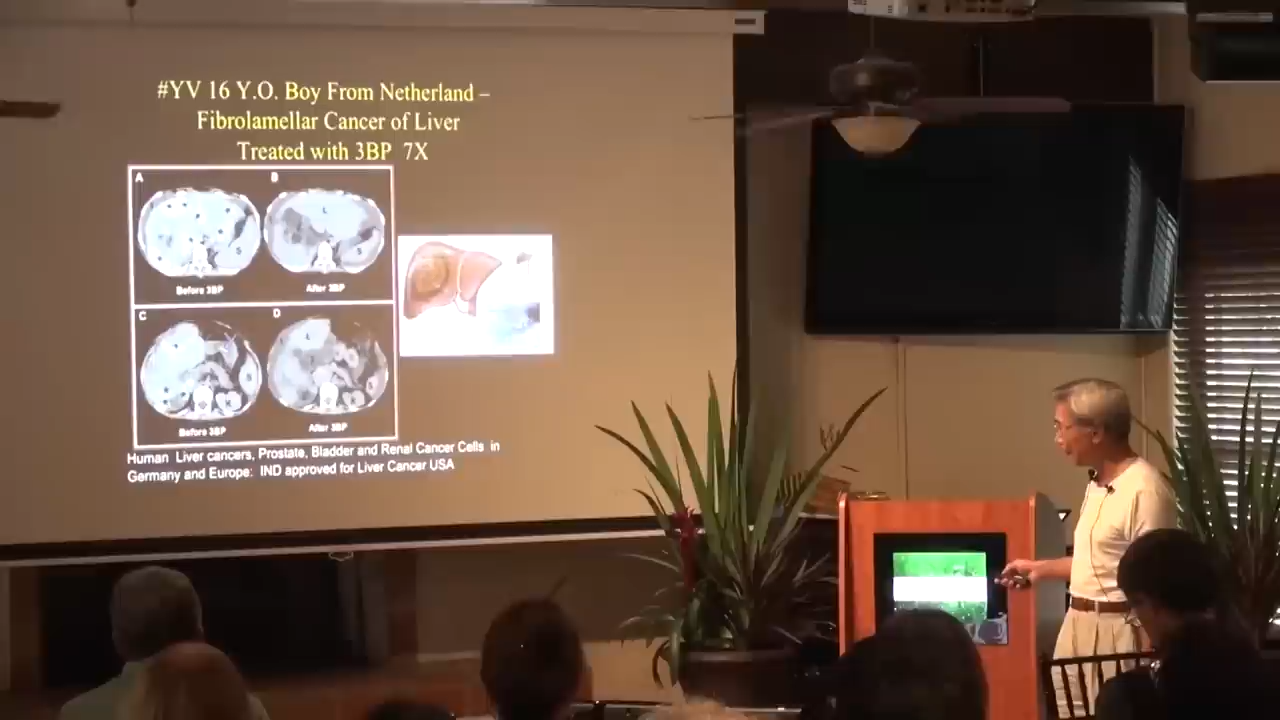 #YV 16 Y.O. Boy From Netherland –
Fibrolamellar Cancer of Liver
Treated with 3BP 7X
A B
L
S S
Before 3BP After 3BP
C D
L
Before 3BP After 3BP
Human Liver cancers, Prostate, Bladder and Renal Cancer Cells in
Germany and Europe: IND approved for Liver Cancer USA